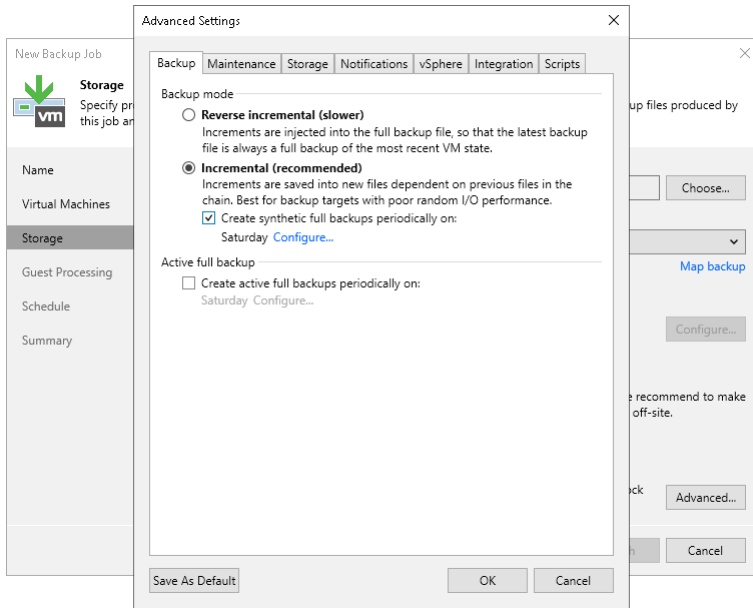 Advanced Settings
New Backup Job
Storage
Specify
this job
up files produced by
vm
Name
Virtual Machines
Storage
Guest Processing
Schedule
Summary
Backup Maintenance Storage Notifications vSphere Integration Scripts
Backup mode
Reverse incremental (slower)
Increments are injected into the full backup file, so that the latest backup
file is always a full backup of the most recent VM state.
Incremental (recommended)
Increments are saved into new files dependent on previous files in the
chain. Best for backup targets with poor random I/O performance.
Create synthetic full backups periodically on:
Saturday Configure...
Active full backup
Create active full backups periodically on:
Saturday Configure...
Choose...
Map backup
Configure...
recommend to make
off-site.
Advanced...
Cancel
Save As Default
OK
Cancel